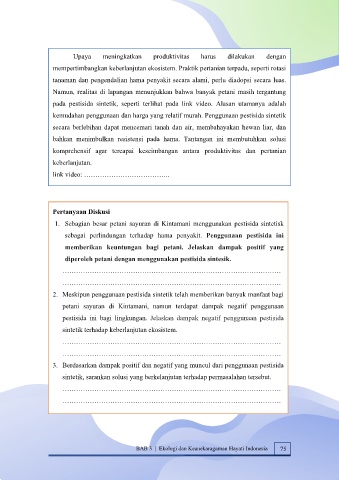 Upaya meningkatkan produktivitas harus dilakukan dengan
mempertimbangkan keberlanjutan ekosistem. Praktik pertanian terpadu, seperti rotasi
tanaman dan pengendalian hama penyakit secara alami, perlu diadopsi secara luas.
Namun, realitas di lapangan menunjukkan bahwa banyak petani masih tergantung
pada pestisida sintetik, seperti terlihat pada link video. Alasan utamanya adalah
kemudahan penggunaan dan harga yang relatif murah. Penggunaan pestisida sintetik
secara berlebihan dapat mencemari tanah dan air, membahayakan hewan liar, dan
bahkan menimbulkan resistensi pada hama. Tantangan ini membutuhkan solusi
komprehensif agar tercapai keseimbangan antara produktivitas dan pertanian
keberlanjutan.
link video: ……………………………….
Pertanyaan Diskusi
1. Sebagian besar petani sayuran di Kintamani menggunakan pestisida sintetisk
sebagai perlindungan terhadap hama penyakit. Penggunaan pestisida ini
memberikan keuntungan bagi petani. Jelaskan dampak positif yang
diperoleh petani dengan menggunakan pestisida sintesik.
……………………………………………………………………………………
……………………………………………………………………………………
2. Meskipun penggunaan pestisida sintetik telah memberikan banyak manfaat bagi
petani sayuran di Kintamani, namun terdapat dampak negatif penggunaan
pestisida ini bagi lingkungan. Jelaskan dampak negatif penggunaan pestisida
sintetik terhadap keberlanjutan ekosistem.
……………………………………………………………………………………
……………………………………………………………………………………
3. Berdasarkan dampak positif dan negatif yang muncul dari penggunaan pestisida
sintetik, sarankan solusi yang berkelanjutan terhadap permasalahan tersebut.
……………………………………………………………………………………
……………………………………………………………………………………
BAB 3 | Ekologi dan Keanekaragaman Hayati Indonesia 75